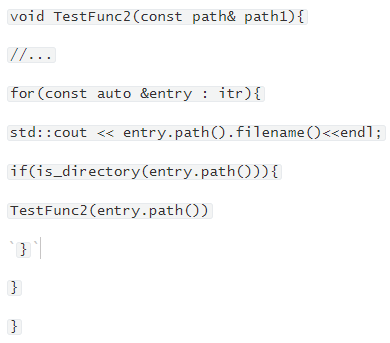 void TestFunc2(const path& path1){
//...
for(const auto &entry : itr){
std::cout << entry.path().filename()<<endl;
if(is_directory(entry.path())){
TestFunc2(entry.path())
`}`
}
}